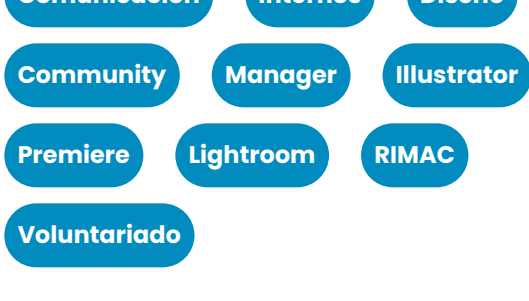 Community Manager Illustrator
Premiere Lightroom RIMAC
Voluntariado